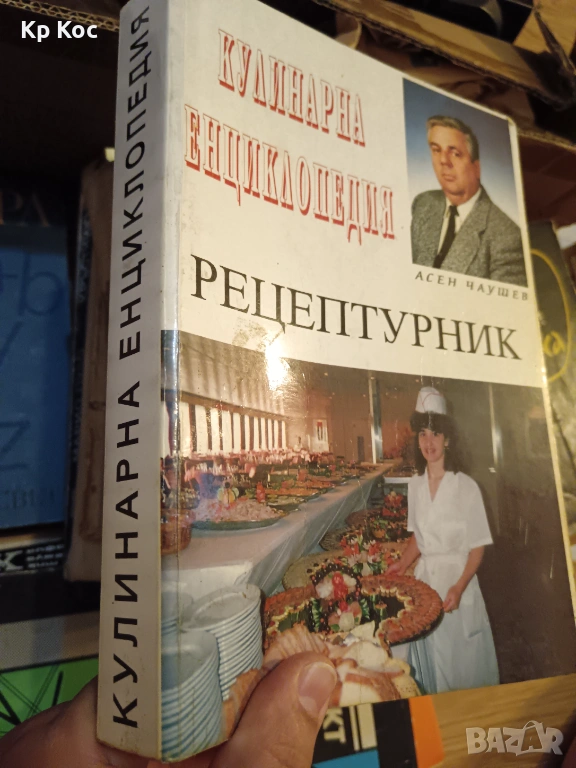 Кр Кос
КУЛИНАРНА ЕНЦИКЛОПЕДИЯ
КУЛИНАРНА
ЕНЦИКЛОПЕДИЯ
АСЕН ЧАУШЕВ
РЕЦЕПТУРНИК
BAZAR